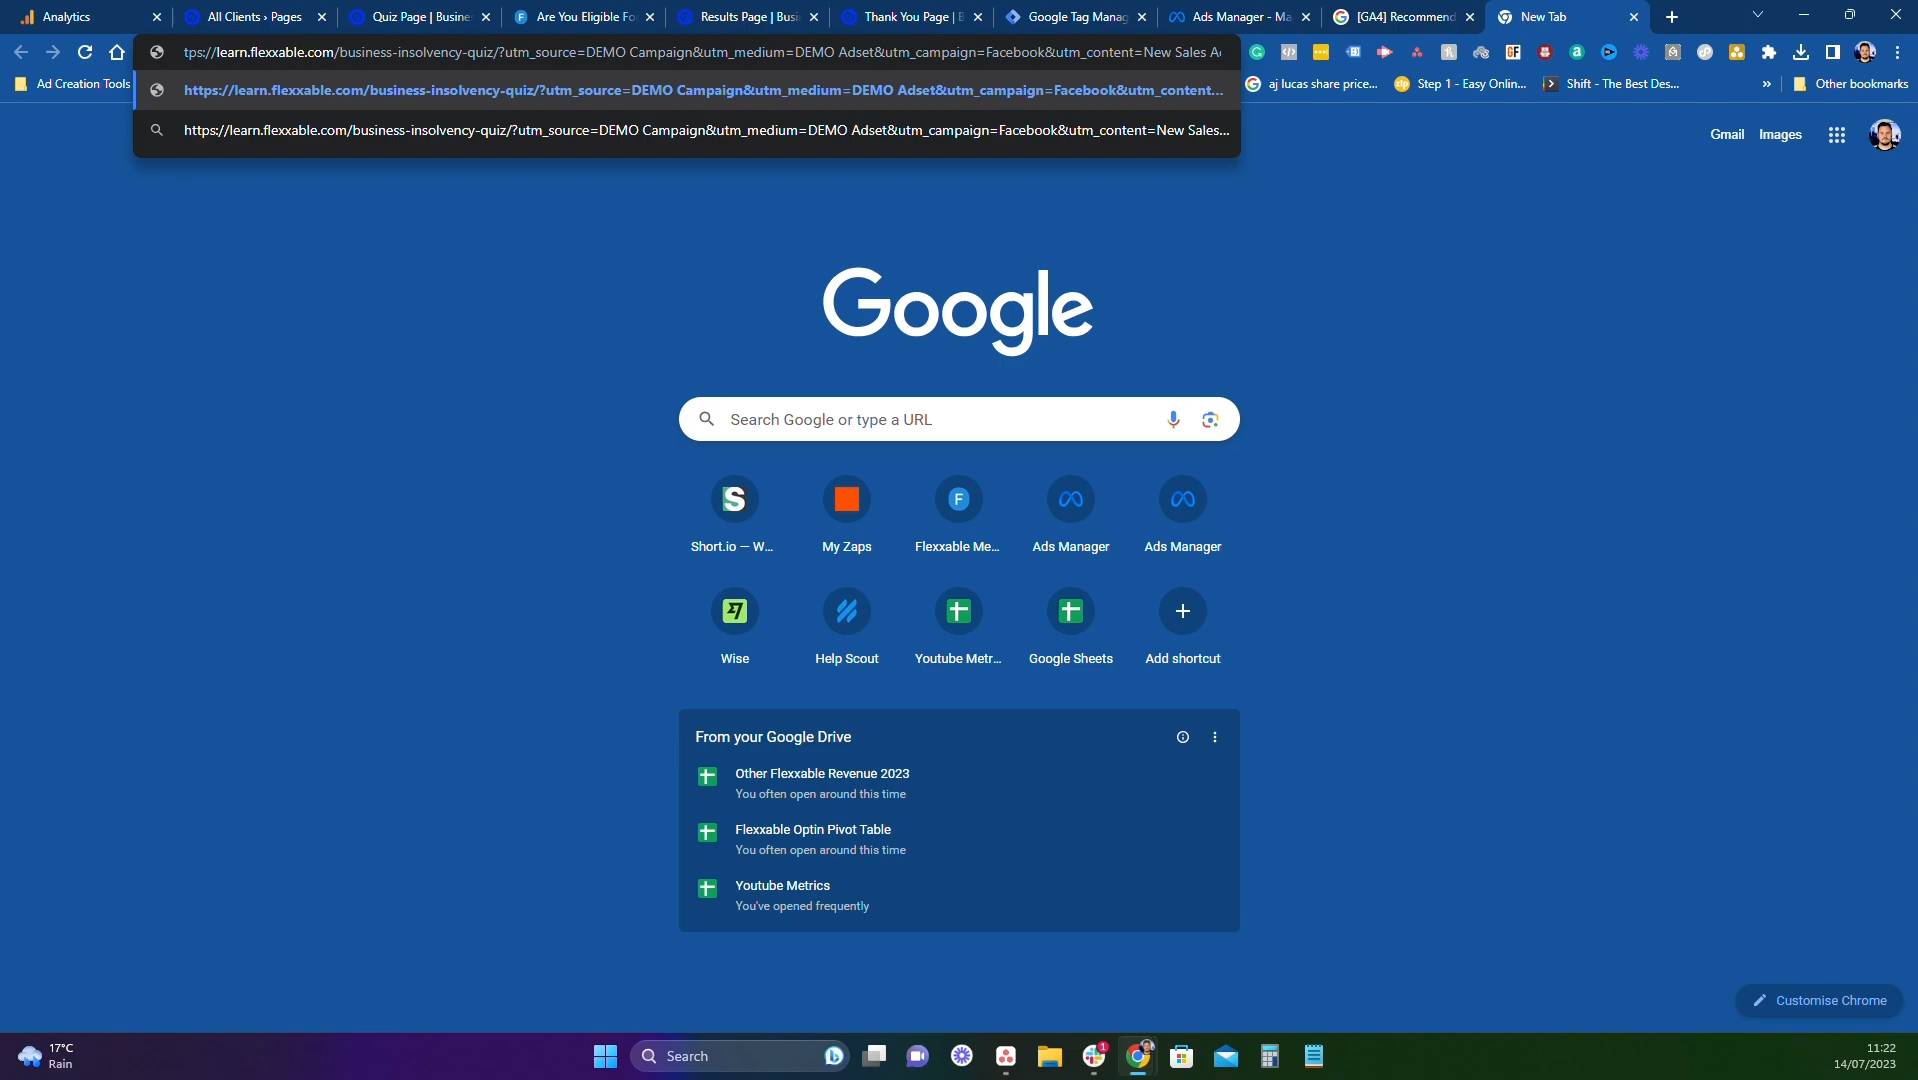 Analytics
All Clients › Pages
Quiz Page | Busine
Are You Eligible Fo
Results Page | Busi
Thank You Page | B
Google Tag Manag
Ads Manager - Ma
[GA4] Recommend
New Tab
tps://learn.flexxable.com/business-insolvency-quiz/?utm_source=DEMO Campaign&utm_medium=DEMO Adset&utm_campaign=Facebook&utm_content=New Sales A
Ad Creation Tools
https://learn.flexxable.com/business-insolvency-quiz/?utm_source=DEMO Campaign&utm_medium=DEMO Adset&utm_campaign=Facebook&utm_content...
aj lucas share price...
Step 1 - Easy Onlin...
Shift - The Best Des...
»
Other bookmarks
https://learn.flexxable.com/business-insolvency-quiz/?utm_source=DEMO Campaign&utm_medium=DEMO Adset&utm_campaign=Facebook&utm_content=New Sales...
Gmail Images
Google
Search Google or type a URL
Short.io — W...
My Zaps
Flexxable Me...
Ads Manager
Ads Manager
Wise
Help Scout
Youtube Metr...
Google Sheets
Add shortcut
From your Google Drive
Other Flexxable Revenue 2023
You often open around this time
Flexxable Optin Pivot Table
You often open around this time
Youtube Metrics
You've opened frequently
Customise Chrome
17°C
Rain
Search
1
11:22
14/07/2023